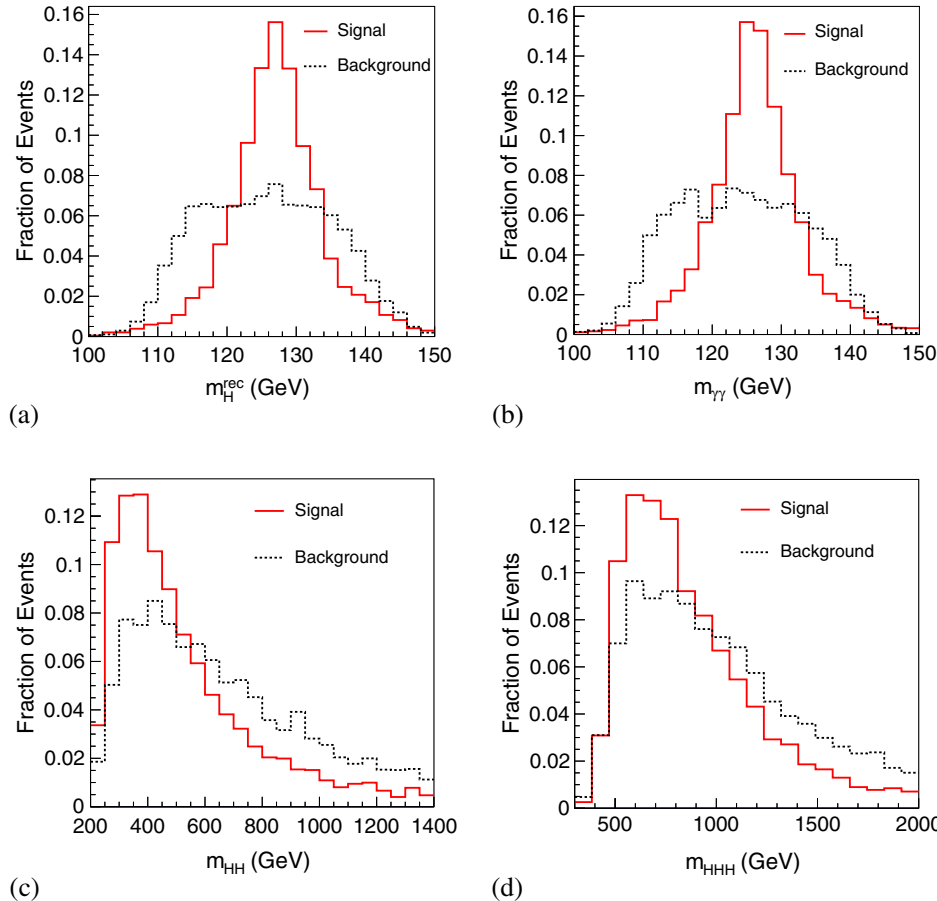 Fraction of Events
0.16
0.14
0.12
0.1
0.08
0.06
0.04
0.02
0
Signal
Background
100 110 120 130 140 150
m_H^rec (GeV)
(a)
Fraction of Events
0.16
0.14
0.12
0.1
0.08
0.06
0.04
0.02
0
Signal
Background
100 110 120 130 140 150
m_γγ (GeV)
(b)
Fraction of Events
0.12
0.1
0.08
0.06
0.04
0.02
0
Signal
Background
200 400 600 800 1000 1200 1400
m_HH (GeV)
(c)
Fraction of Events
0.12
0.1
0.08
0.06
0.04
0.02
0
Signal
Background
500 1000 1500 2000
m_HHH (GeV)
(d)